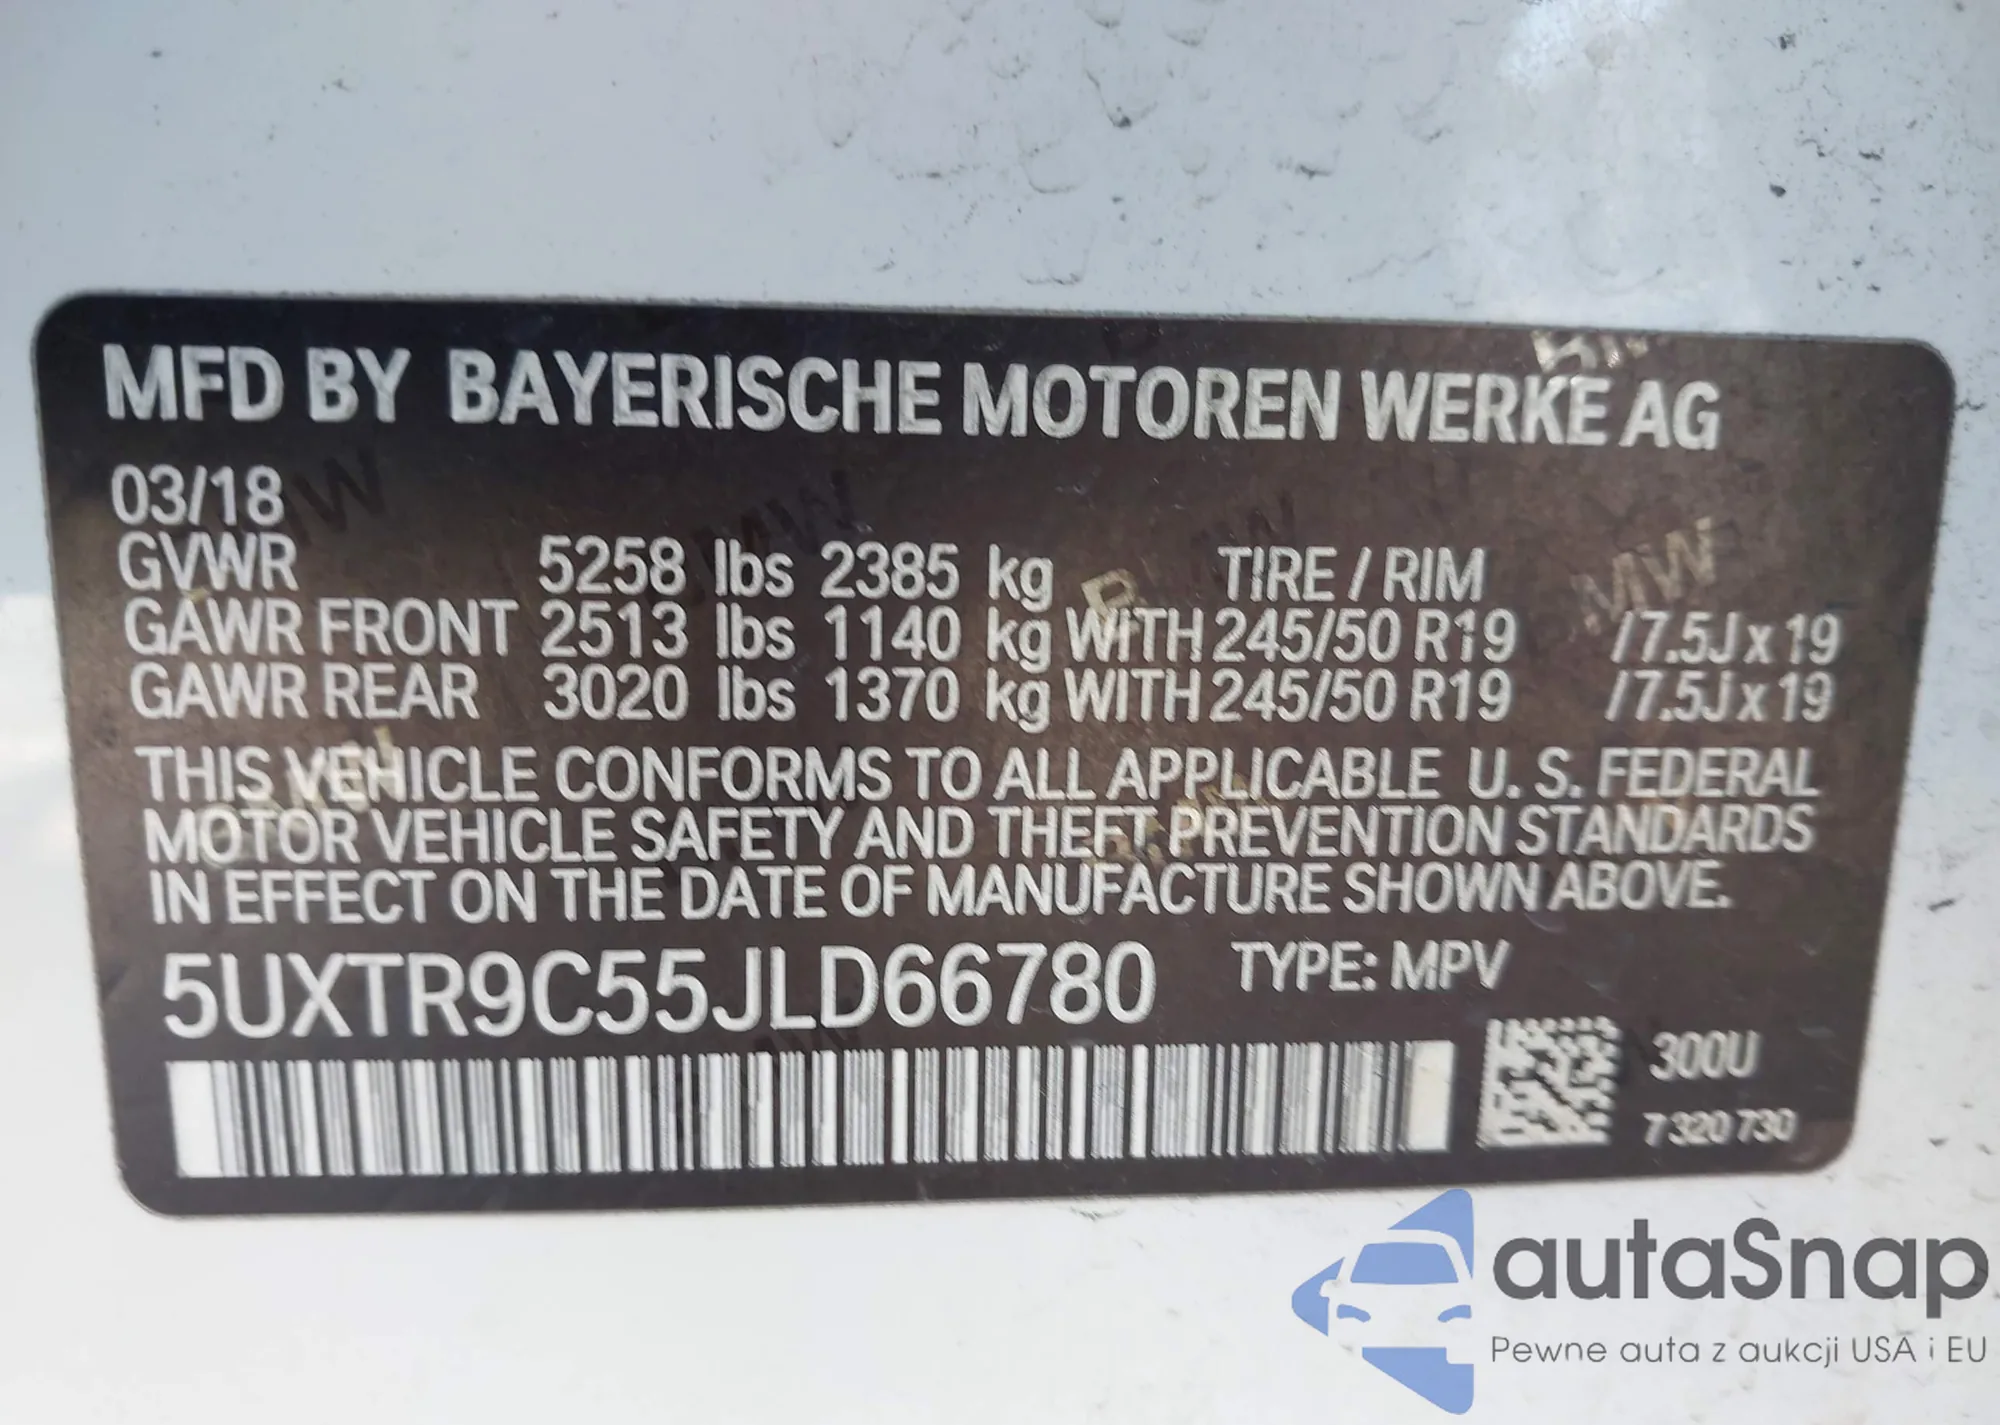 MFD BY BAYERISCHE MOTOREN WERKE AG
03/18
GVWR 5258 lbs 2385 kg TIRE / RIM
GAWR FRONT 2513 lbs 1140 kg WITH 245/50 R19 /7.5J x 19
GAWR REAR 3020 lbs 1370 kg WITH 245/50 R19 /7.5J x 19
THIS VEHICLE CONFORMS TO ALL APPLICABLE U. S. FEDERAL
MOTOR VEHICLE SAFETY AND THEFT PREVENTION STANDARDS
IN EFFECT ON THE DATE OF MANUFACTURE SHOWN ABOVE.
5UXTR9C55JLD66780 TYPE: MPV
300U
7 320 730
autaSnap
Pewne auta z aukcji USA i EU